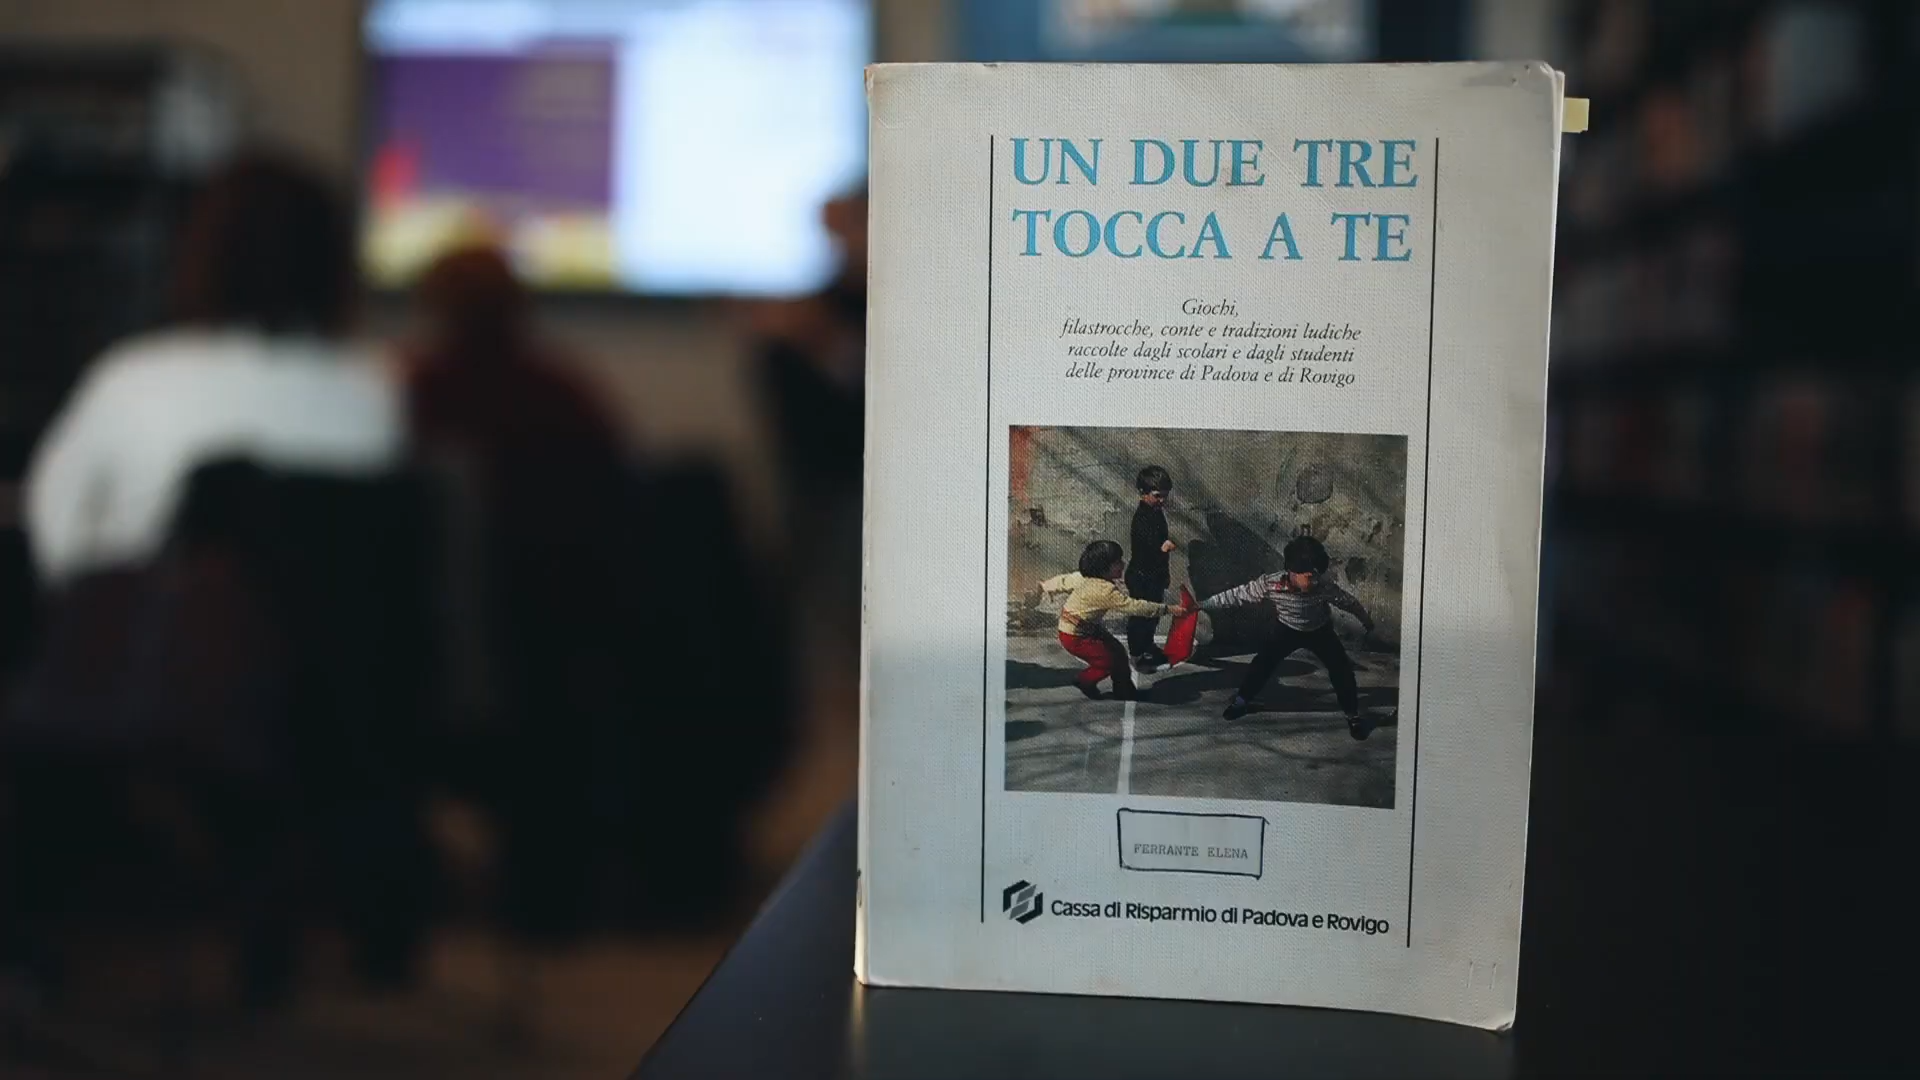 UN DUE TRE
TOCCA A TE
Giochi,
filastrocche, conte e tradizioni ludiche
raccolte dagli scolari e dagli studenti
delle province di Padova e di Rovigo
FERRANTE ELENA
Cassa di Risparmio di Padova e Rovigo